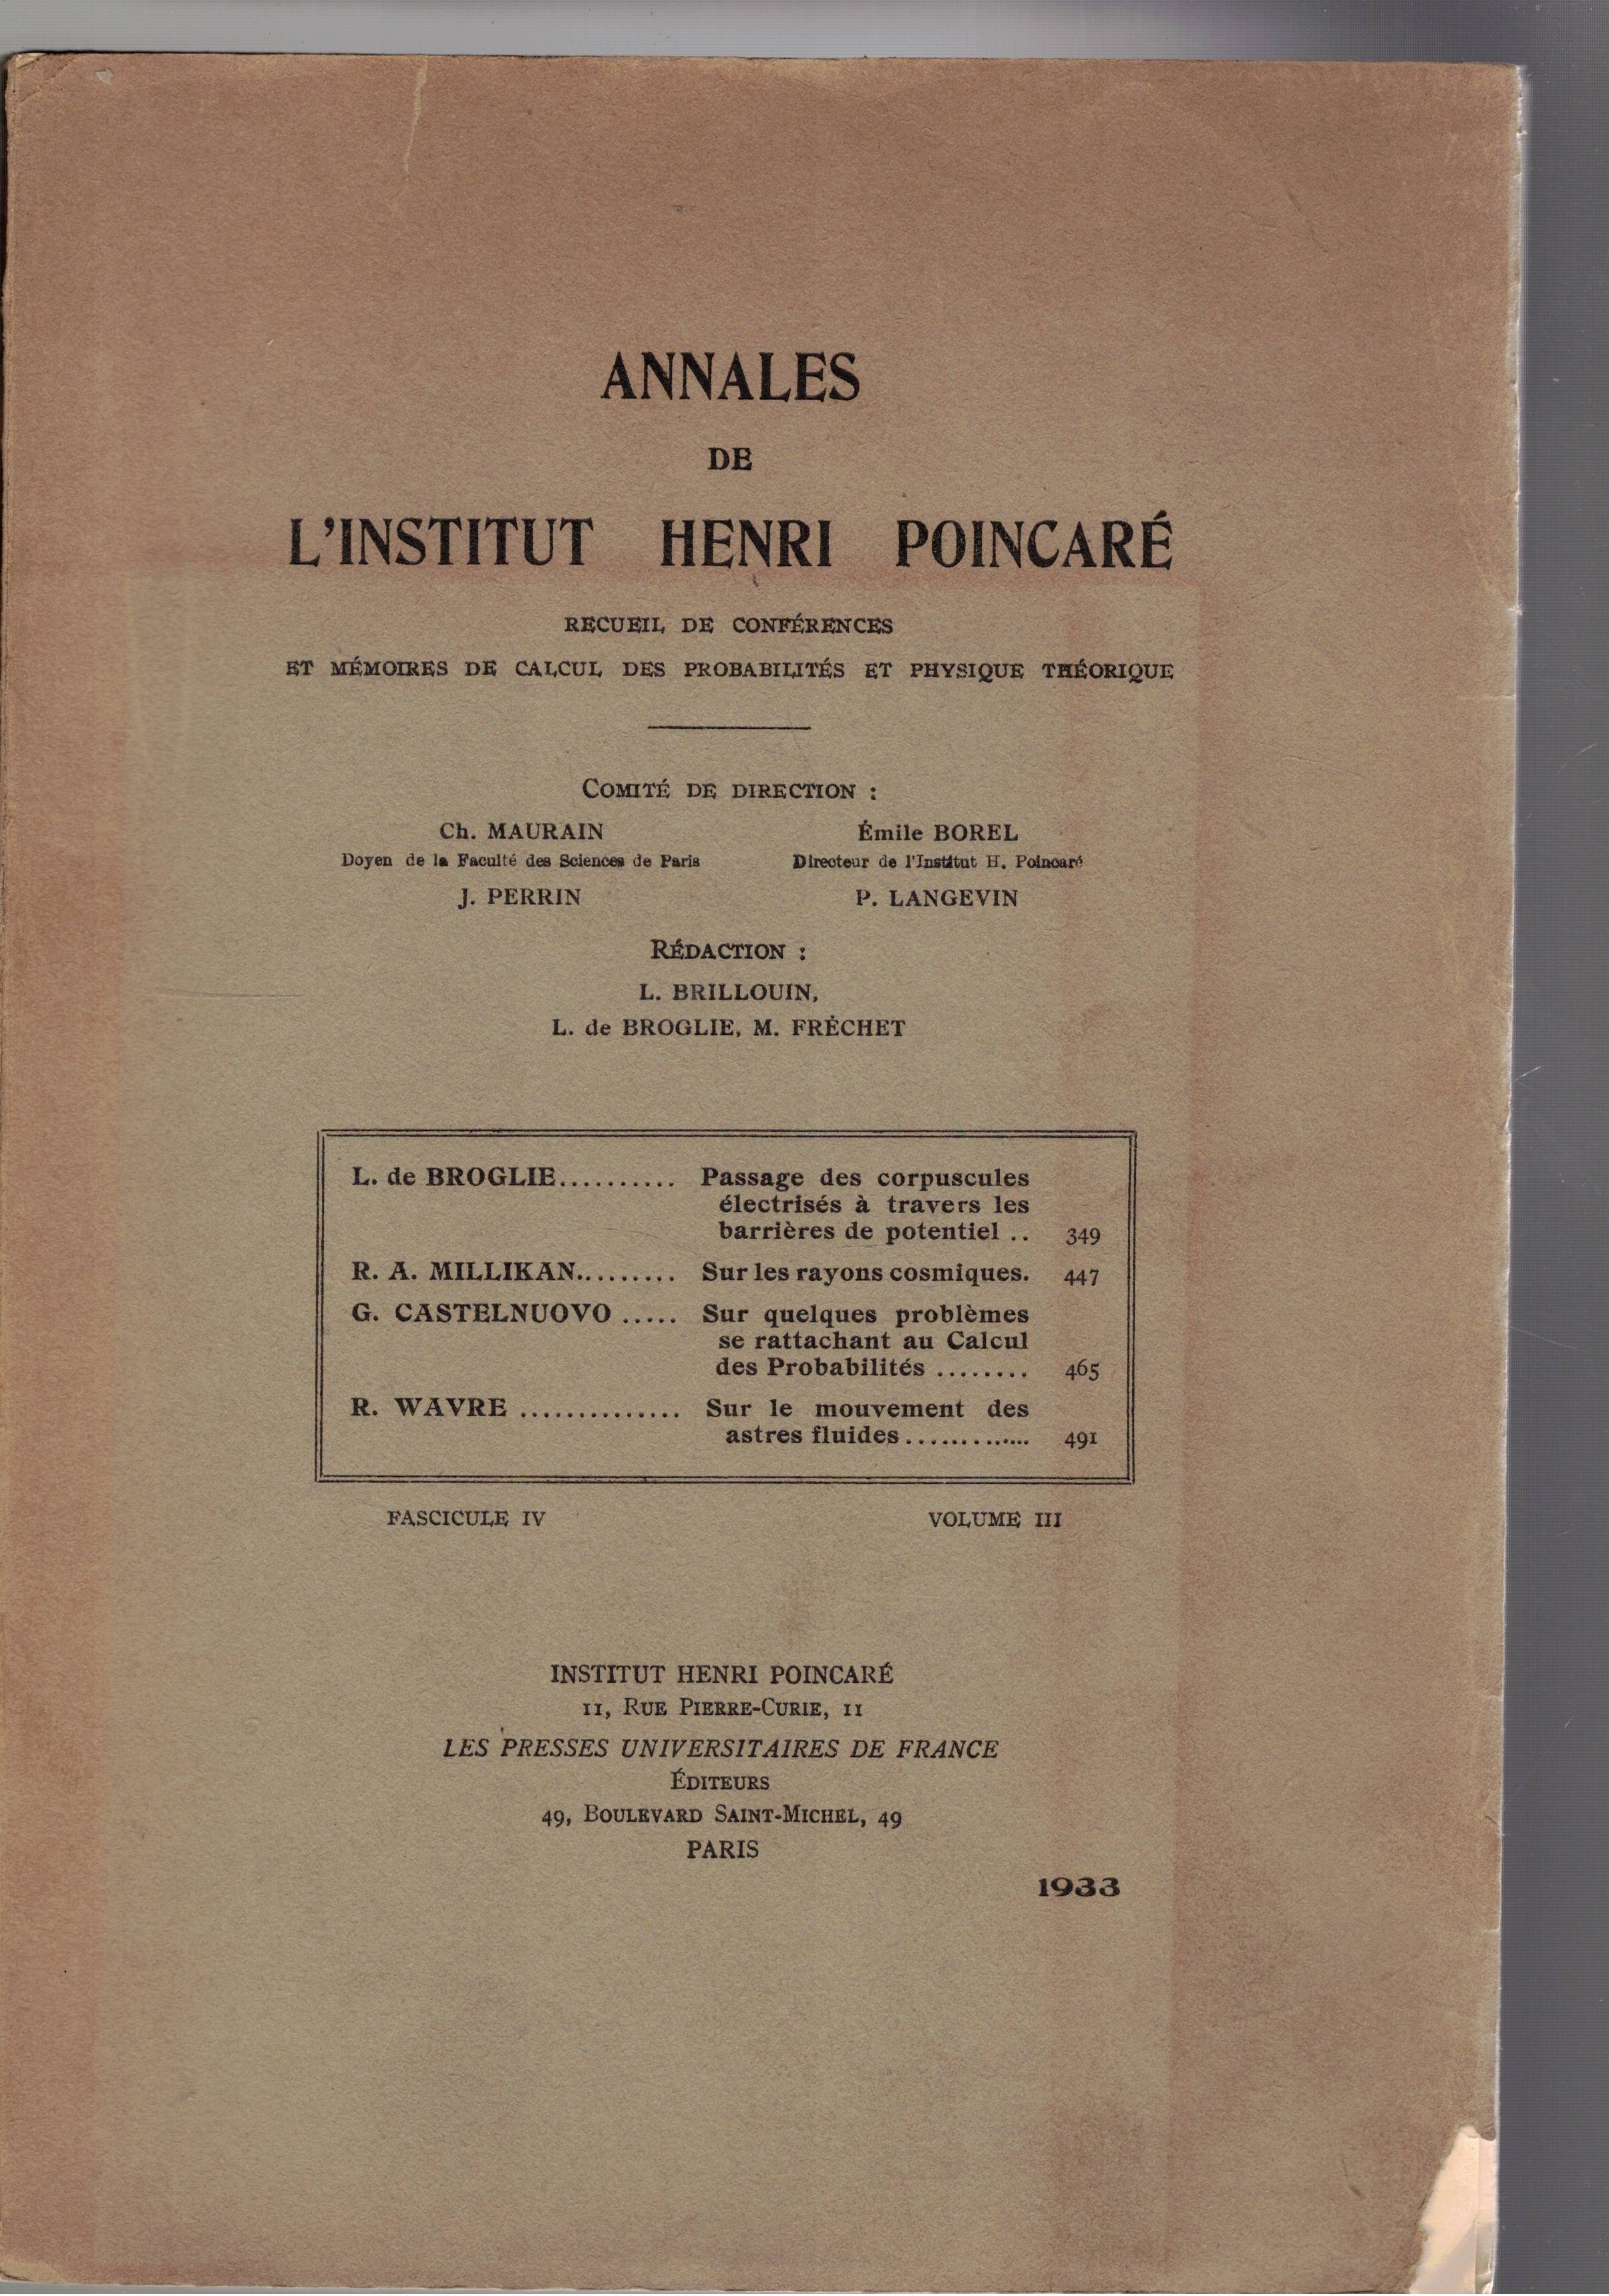 ANNALES
DE
L'INSTITUT HENRI POINCARÉ
RECUEIL DE CONFÉRENCES
ET MÉMOIRES DE CALCUL DES PROBABILITÉS ET PHYSIQUE THÉORIQUE
COMITÉ DE DIRECTION :
Ch. MAURAIN Émile BOREL
Doyen de la Faculté des Sciences de Paris Directeur de l'Institut H. Poincaré
J. PERRIN P. LANGEVIN
RÉDACTION :
L. BRILLOUIN,
L. de BROGLIE, M. FRÉCHET
L. de BROGLIE.......... Passage des corpuscules
électrisés à travers les
barrières de potentiel .. 349
R. A. MILLIKAN......... Sur les rayons cosmiques. 447
G. CASTELNUOVO ..... Sur quelques problèmes
se rattachant au Calcul
des Probabilités ........ 465
R. WAVRE .............. Sur le mouvement des
astres fluides............. 491
FASCICULE IV VOLUME III
INSTITUT HENRI POINCARÉ
11, RUE PIERRE-CURIE, 11
LES PRESSES UNIVERSITAIRES DE FRANCE
ÉDITEURS
49, BOULEVARD SAINT-MICHEL, 49
PARIS
1933